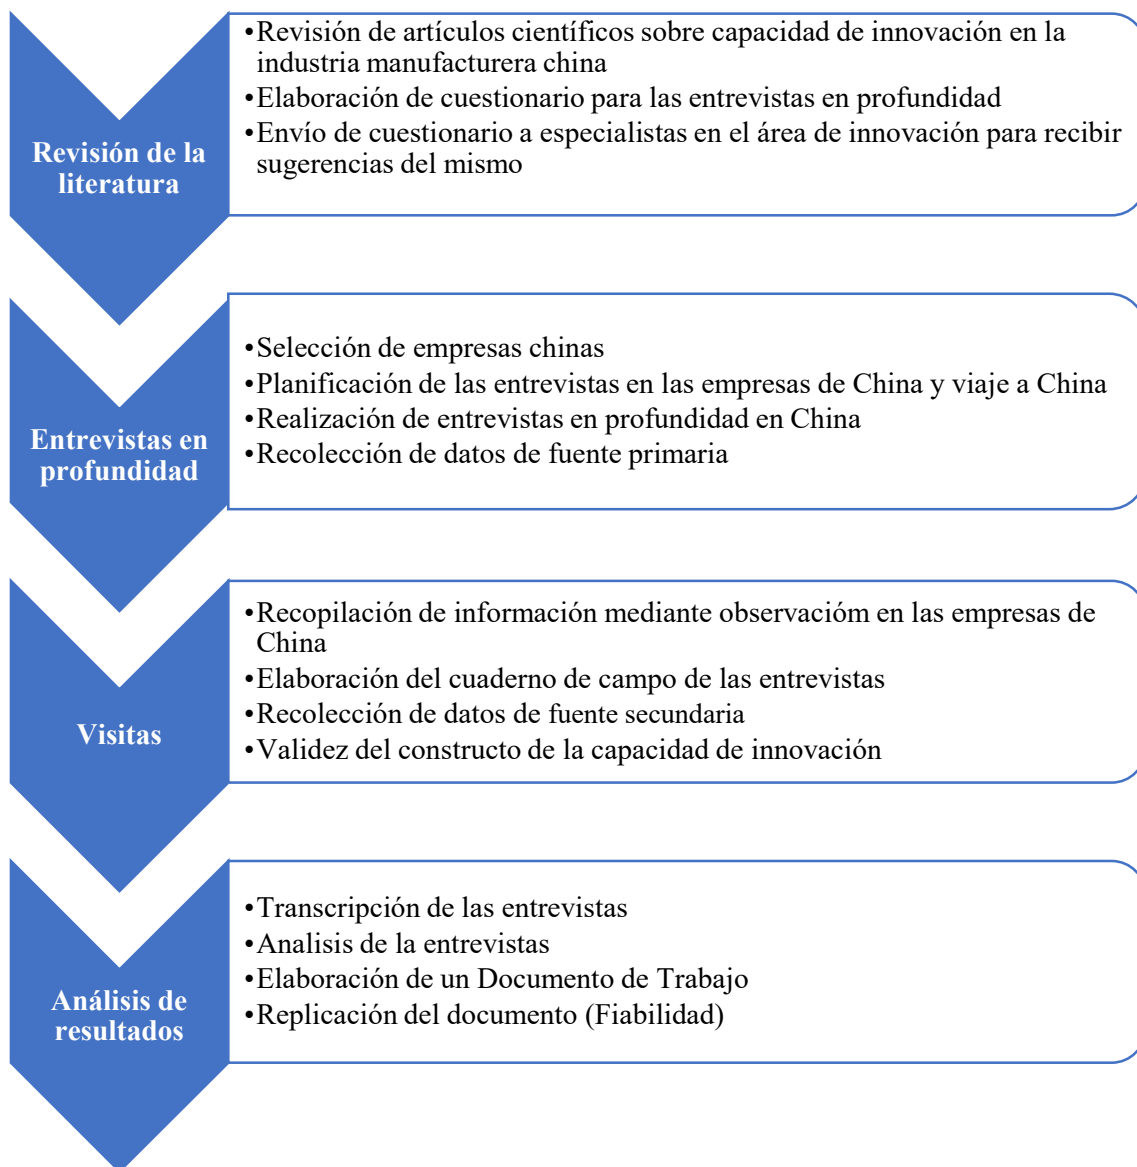 Revisión de la
literatura
•Revisión de artículos científicos sobre capacidad de innovación en la
industria manufacturera china
•Elaboración de cuestionario para las entrevistas en profundidad
•Envío de cuestionario a especialistas en el área de innovación para recibir
sugerencias del mismo
Entrevistas en
profundidad
•Selección de empresas chinas
•Planificación de las entrevistas en las empresas de China y viaje a China
•Realización de entrevistas en profundidad en China
•Recolección de datos de fuente primaria
Visitas
•Recopilación de información mediante observacióm en las empresas de
China
•Elaboración del cuaderno de campo de las entrevistas
•Recolección de datos de fuente secundaria
•Validez del constructo de la capacidad de innovación
Análisis de
resultados
•Transcripción de las entrevistas
•Analisis de la entrevistas
•Elaboración de un Documento de Trabajo
•Replicación del documento (Fiabilidad)